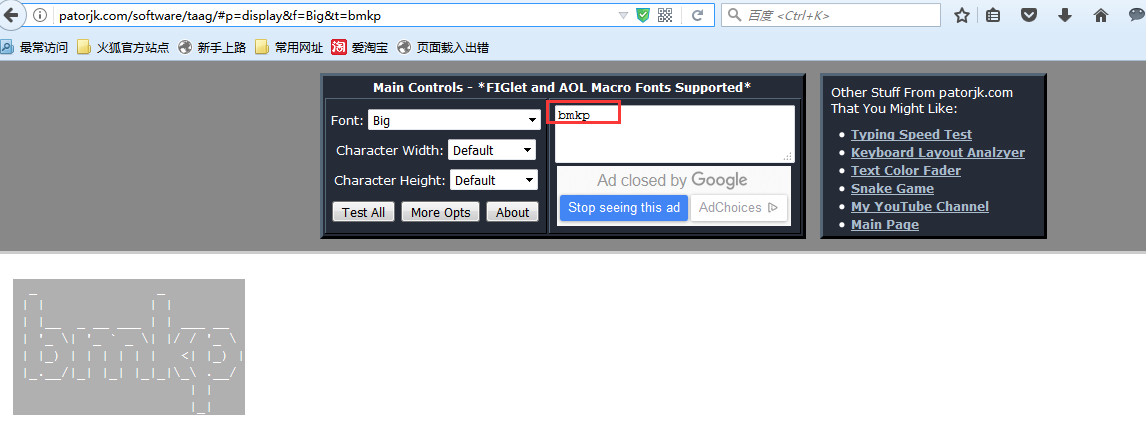 patorjk.com/software/taag/#p=display&f=Big&t=bmkp
百度 <Ctrl+K>
最常访问 火狐官方站点 新手上路 常用网址 淘 爱淘宝 页面载入出错
Main Controls - *FIGlet and AOL Macro Fonts Supported*
Font: Big
Character Width: Default
Character Height: Default
Test All More Opts About
bmkp
Ad closed by Google
Stop seeing this ad AdChoices
Other Stuff From patorjk.com
That You Might Like:
Typing Speed Test
Keyboard Layout Analzyer
Text Color Fader
Snake Game
My YouTube Channel
Main Page
bmkp